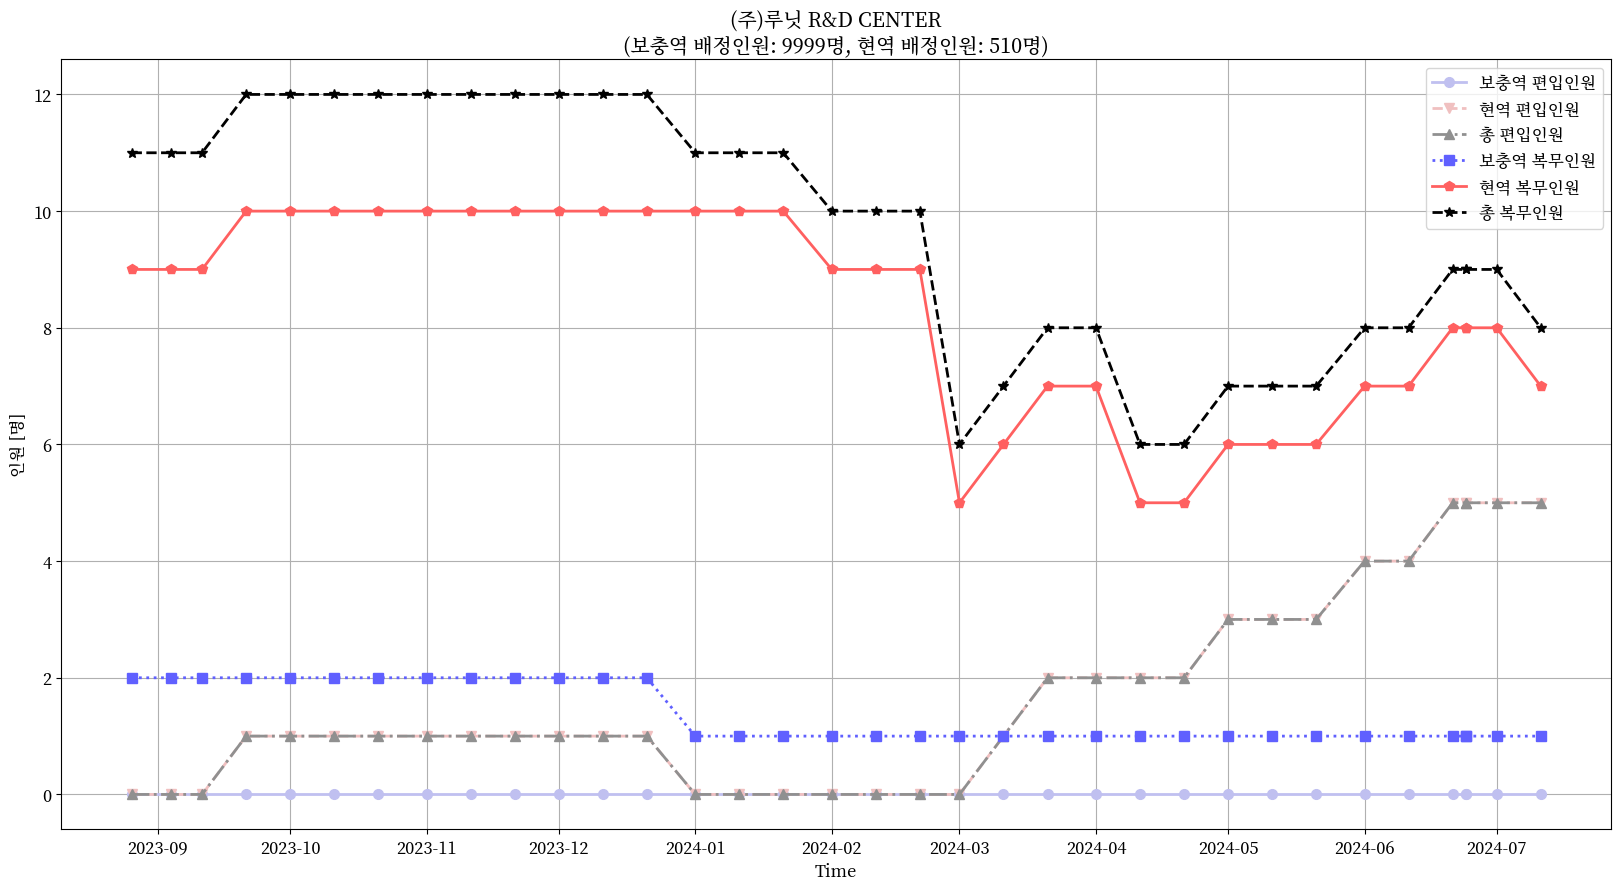 (주)루닛 R&D CENTER
(보충역 배정인원: 9999명, 현역 배정인원: 510명)
보충역 편입인원
현역 편입인원
총 편입인원
보충역 복무인원
현역 복무인원
총 복무인원
인원 [명]
12
10
8
6
4
2
0
2023-09 2023-10 2023-11 2023-12 2024-01 2024-02 2024-03 2024-04 2024-05 2024-06 2024-07
Time